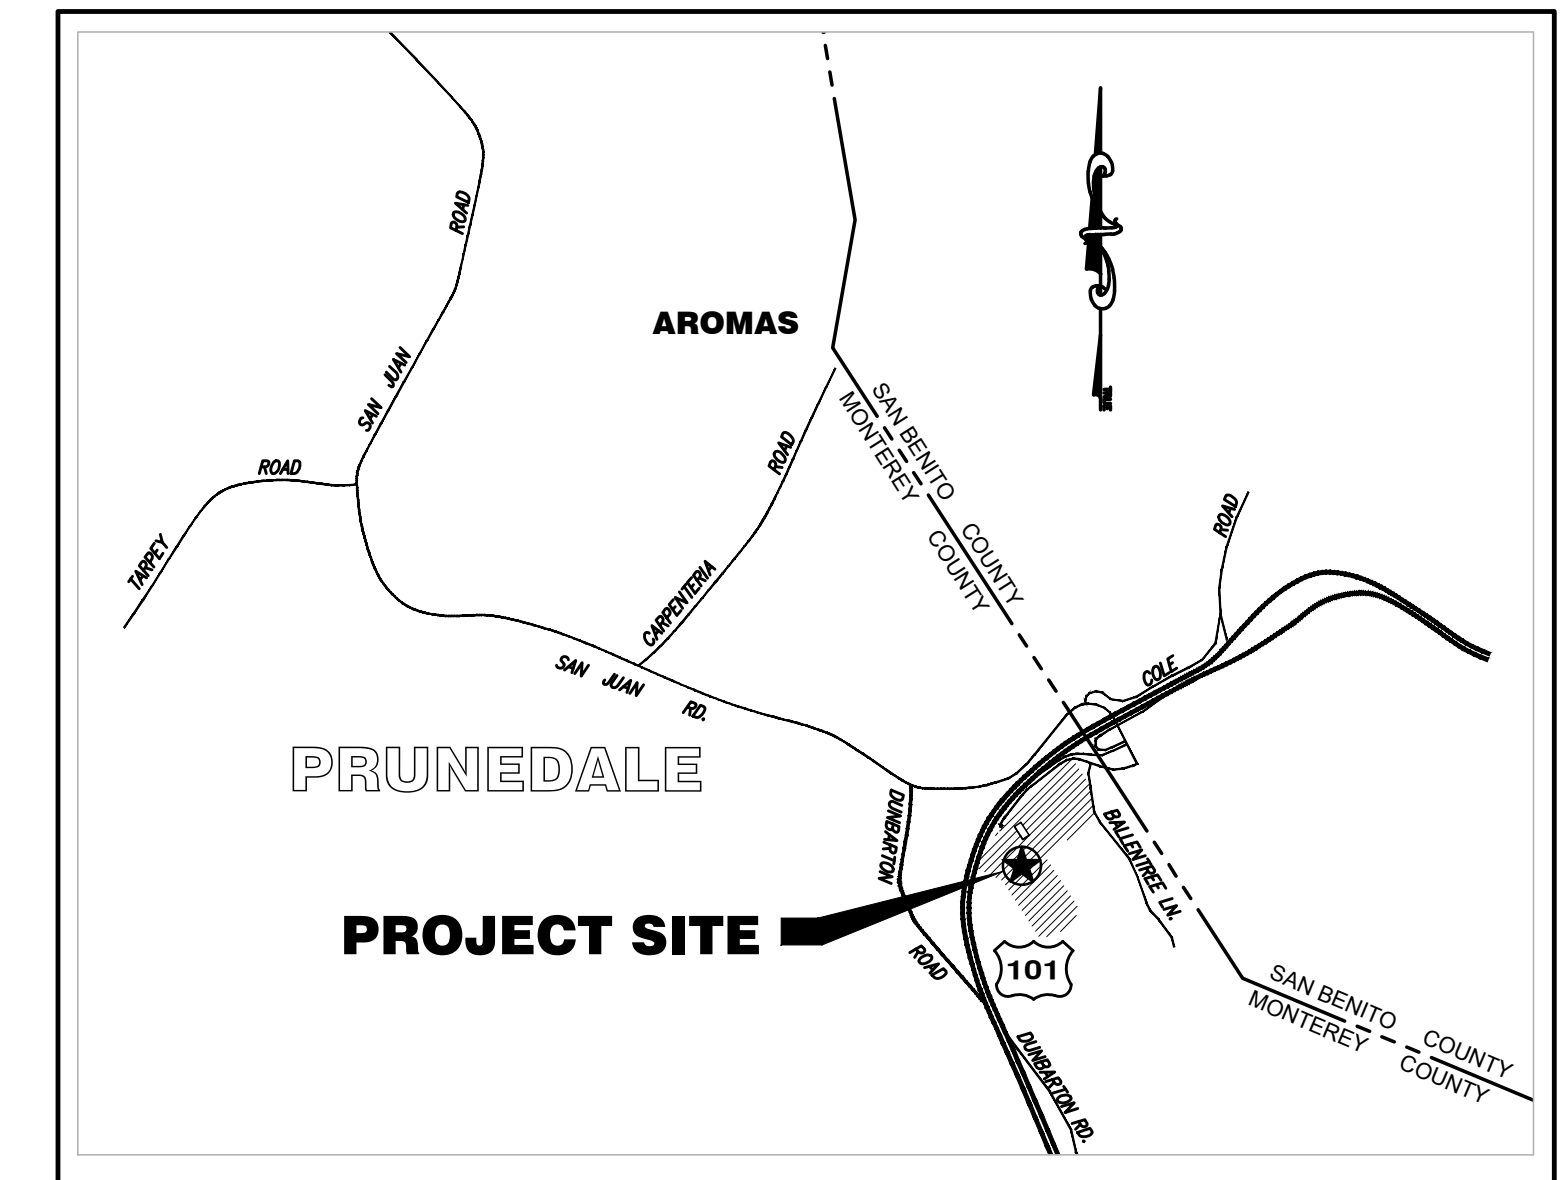 ROAD
SAN JUAN
AROMAS
TRUE
SAN BENITO COUNTY
MONTEREY COUNTY
ROAD
ROAD
TARPEY
ROAD
CARPENTERIA
SAN JUAN RD.
COLE
PRUNEDALE
DUNBARTON
BALLENTREE LN.
PROJECT SITE
ROAD
101
SAN BENITO COUNTY
MONTEREY COUNTY
DUNBARTON RD.